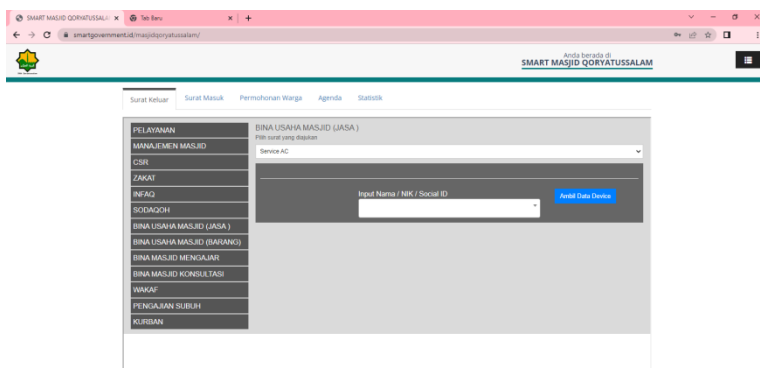 SMART MASJID QORYATUSSALA
Tab Baru
smartgovernment.id/masjidqoryatussalam/
Anda berada di
SMART MASJID QORYATUSSALAM
Surat Keluar Surat Masuk Permohonan Warga Agenda Statistik
PELAYANAN
MANAJEMEN MASJID
CSR
ZAKAT
INFAQ
SODAQOH
BINA USAHA MASJID (JASA )
BINA USAHA MASJID (BARANG)
BINA MASJID MENGAJAR
BINA MASJID KONSULTASI
WAKAF
PENGAJIAN SUBUH
KURBAN
BINA USAHA MASJID (JASA )
Pilih surat yang diajukan
Service AC
Input Nama / NIK / Social ID
Ambil Data Device